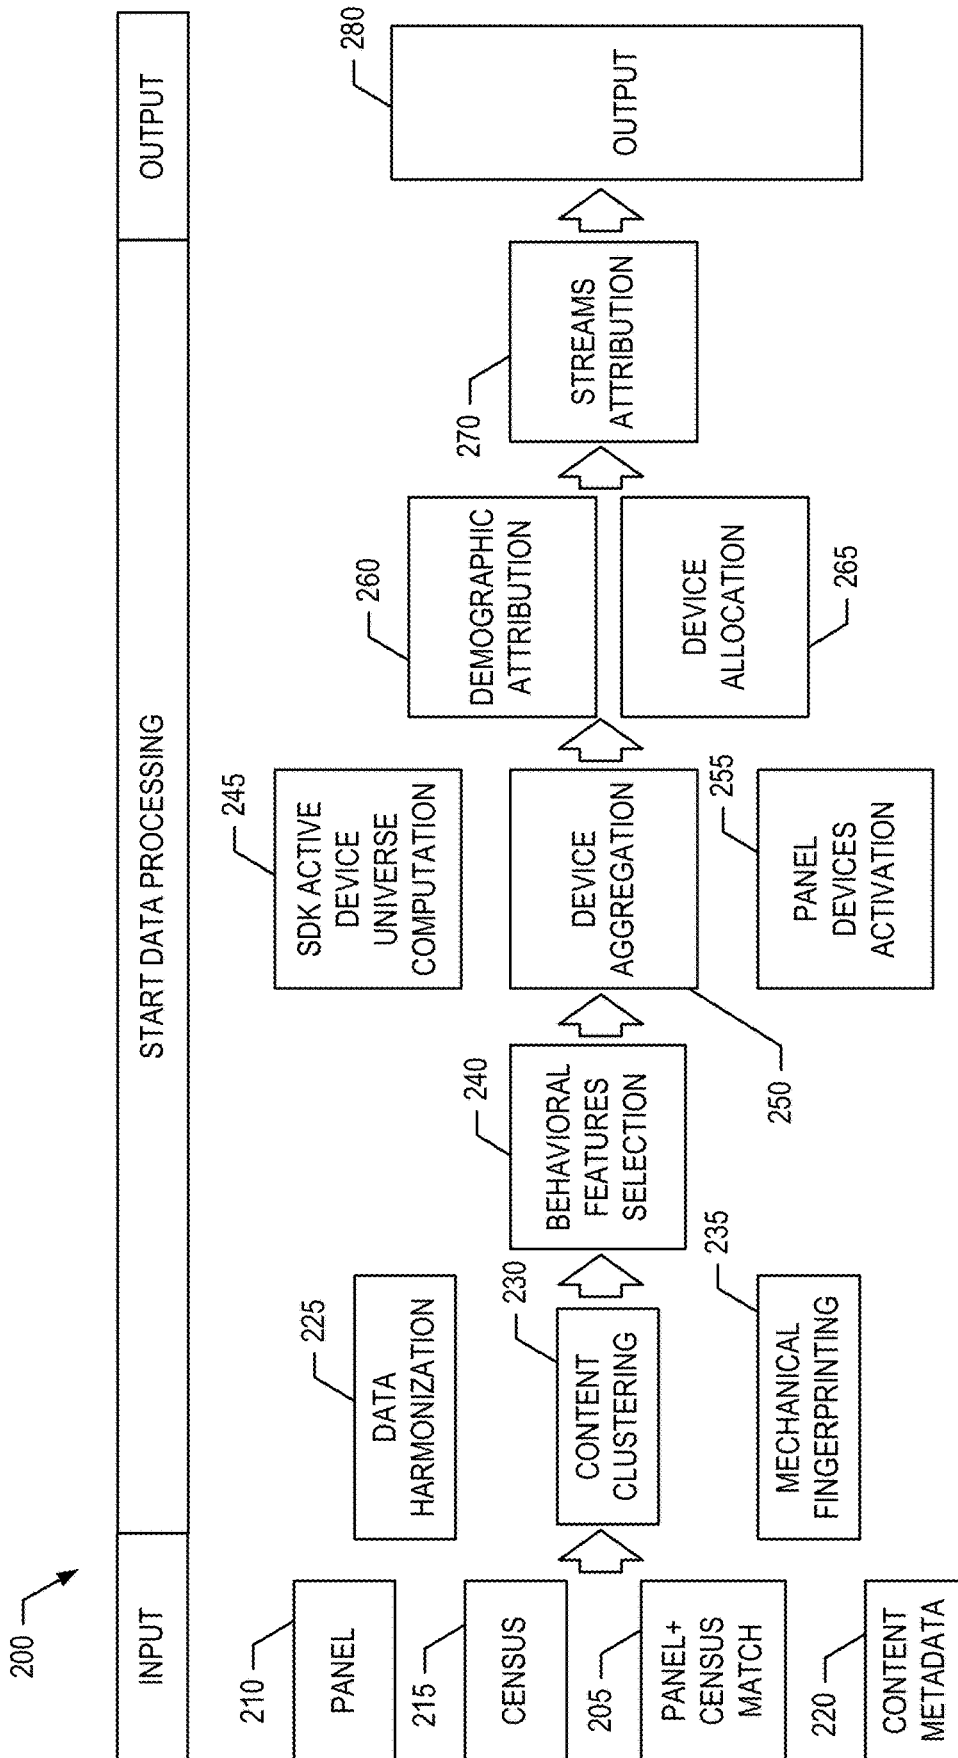 200
INPUT
START DATA PROCESSING
OUTPUT
210
PANEL
215
CENSUS
205
PANEL+
CENSUS
MATCH
220
CONTENT
METADATA
225
DATA
HARMONIZATION
230
CONTENT
CLUSTERING
235
MECHANICAL
FINGERPRINTING
240
BEHAVIORAL
FEATURES
SELECTION
245
SDK ACTIVE
DEVICE
UNIVERSE
COMPUTATION
DEVICE
AGGREGATION
250
255
PANEL
DEVICES
ACTIVATION
260
DEMOGRAPHIC
ATTRIBUTION
DEVICE
ALLOCATION
265
270
STREAMS
ATTRIBUTION
280
OUTPUT